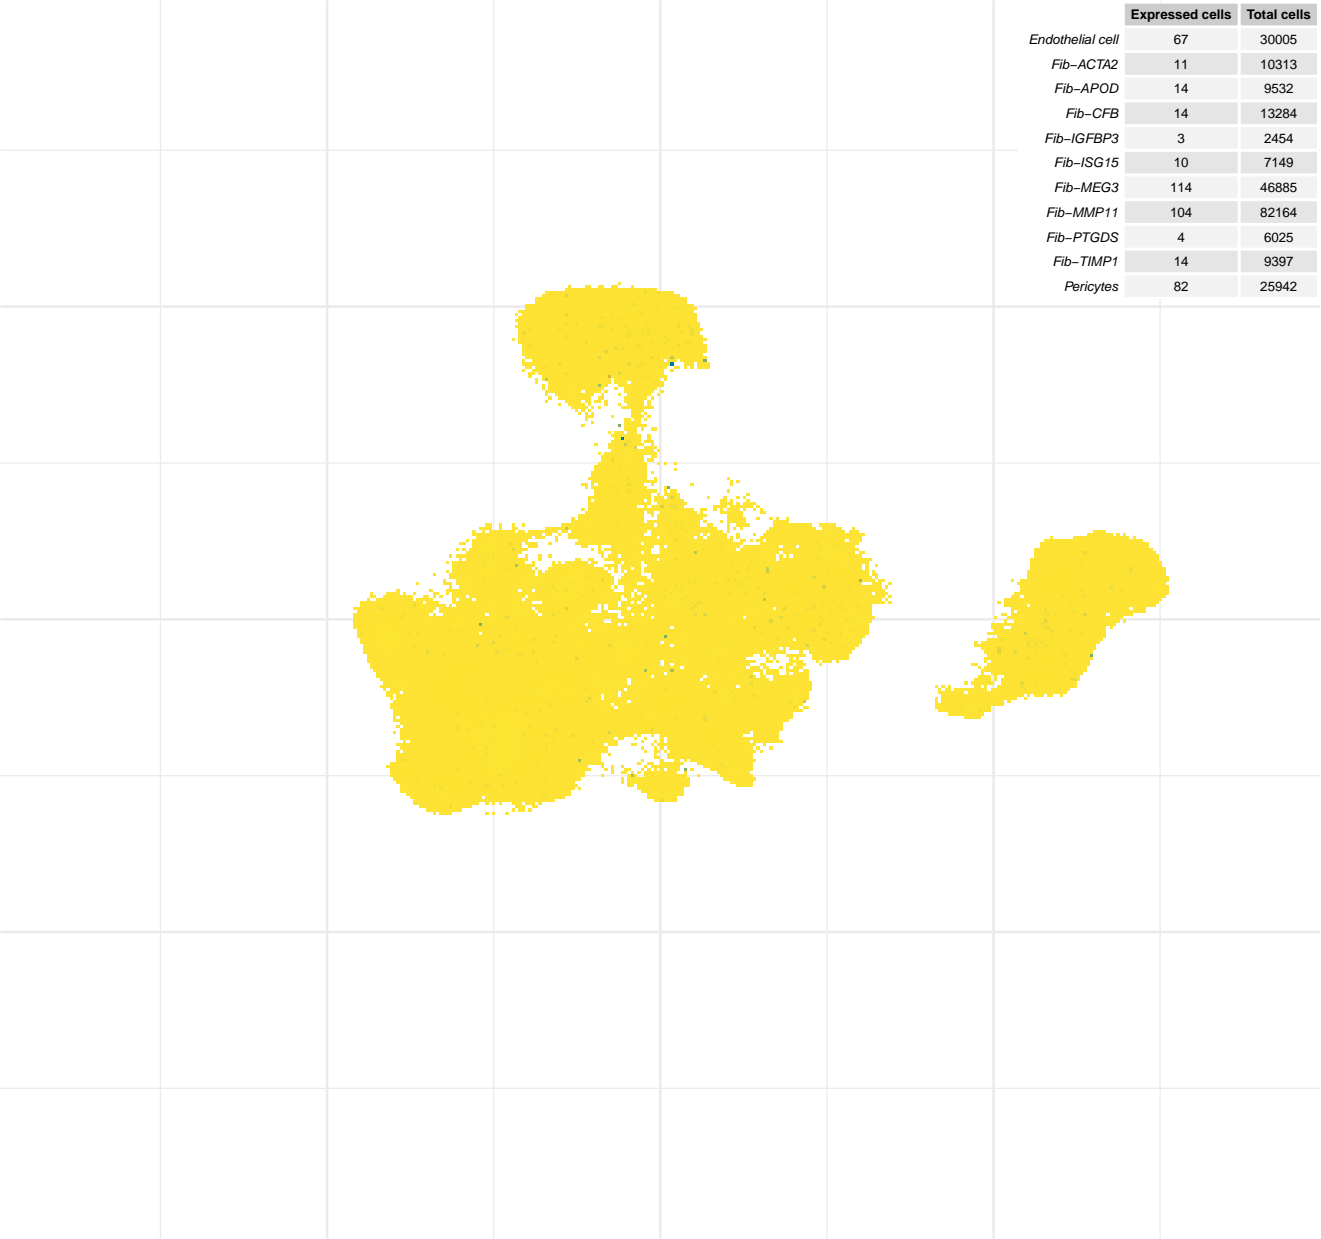 Expressed cells Total cells
Endothelial cell 67 30005
Fib−ACTA2 11 10313
Fib−APOD 14 9532
Fib−CFB 14 13284
Fib−IGFBP3 3 2454
Fib−ISG15 10 7149
Fib−MEG3 114 46885
Fib−MMP11 104 82164
Fib−PTGDS 4 6025
Fib−TIMP1 14 9397
Pericytes 82 25942